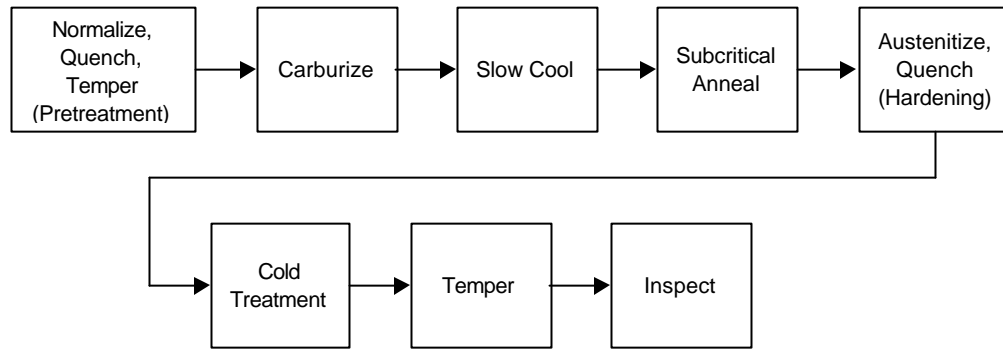 Normalize,
Quench,
Temper
(Pretreatment)
Carburize
Slow Cool
Subcritical
Anneal
Austenitize,
Quench
(Hardening)
Cold
Treatment
Temper
Inspect